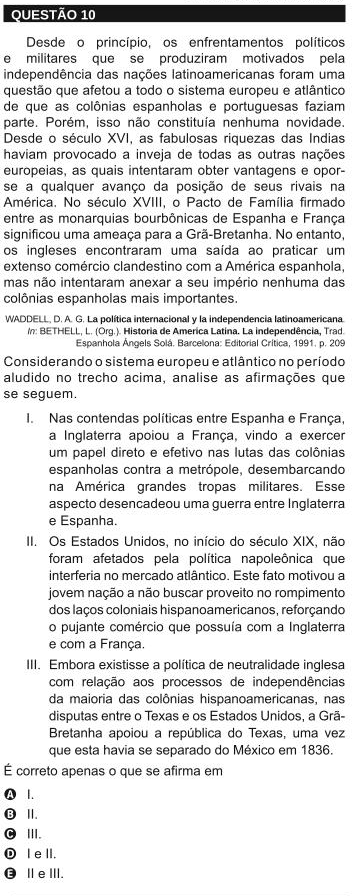 QUESTÃO 10
Desde o princípio, os enfrentamentos políticos
e militares que se produziram motivados pela
independência das nações latinoamericanas foram uma
questão que afetou a todo o sistema europeu e atlântico
de que as colônias espanholas e portuguesas faziam
parte. Porém, isso não constituía nenhuma novidade.
Desde o século XVI, as fabulosas riquezas das Indias
haviam provocado a inveja de todas as outras nações
europeias, as quais intentaram obter vantagens e opor-
se a qualquer avanço da posição de seus rivais na
América. No século XVIII, o Pacto de Família firmado
entre as monarquias bourbônicas de Espanha e França
significou uma ameaça para a Grã-Bretanha. No entanto,
os ingleses encontraram uma saída ao praticar um
extenso comércio clandestino com a América espanhola,
mas não intentaram anexar a seu império nenhuma das
colônias espanholas mais importantes.
WADDELL, D. A. G. La política internacional y la independencia latinoamericana.
In: BETHELL, L. (Org.). Historia de America Latina. La independência, Trad.
Espanhola Ângels Solá. Barcelona: Editorial Crítica, 1991. p. 209
Considerando o sistema europeu e atlântico no período
aludido no trecho acima, analise as afirmações que
se seguem.
I. Nas contendas políticas entre Espanha e França,
a Inglaterra apoiou a França, vindo a exercer
um papel direto e efetivo nas lutas das colônias
espanholas contra a metrópole, desembarcando
na América grandes tropas militares. Esse
aspecto desencadeou uma guerra entre Inglaterra
e Espanha.
II. Os Estados Unidos, no início do século XIX, não
foram afetados pela política napoleônica que
interferia no mercado atlântico. Este fato motivou a
jovem nação a não buscar proveito no rompimento
dos laços coloniais hispanoamericanos, reforçando
o pujante comércio que possuía com a Inglaterra
e com a França.
III. Embora existisse a política de neutralidade inglesa
com relação aos processos de independências
da maioria das colônias hispanoamericanas, nas
disputas entre o Texas e os Estados Unidos, a Grã-
Bretanha apoiou a república do Texas, uma vez
que esta havia se separado do México em 1836.
É correto apenas o que se afirma em
A I.
B II.
C III.
D I e II.
E II e III.